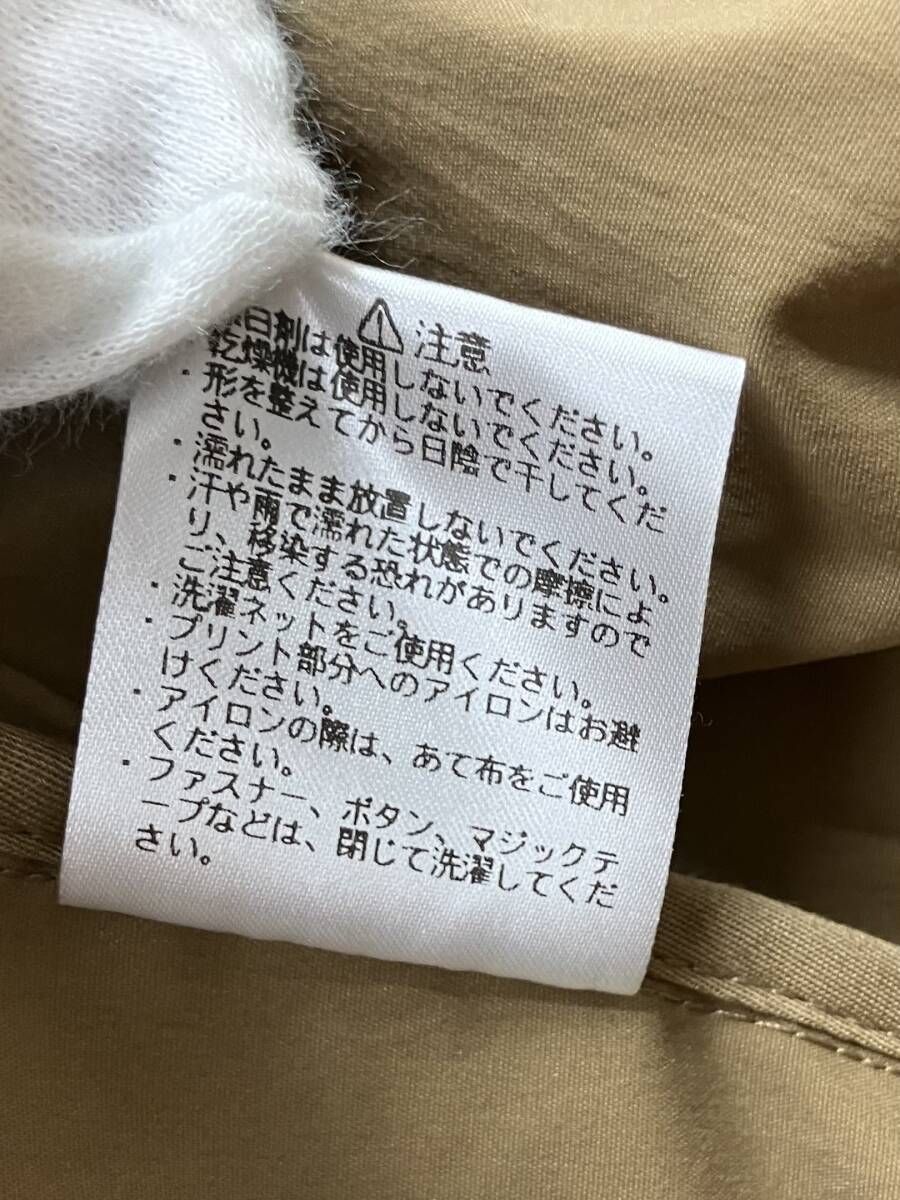 ⚠注意
漂白剤は使用しないでください。
乾燥機は使用しないでください。
・形を整えてから日陰で干してくだ
さい。
・濡れたまま放置しないでください。
・汗や雨で濡れた状態での摩擦によ
り、移染する恐れがありますので
ご注意ください。
・洗濯ネットをご使用ください。
・プリント部分へのアイロンはお避
けください。
・アイロンの際は、あて布をご使用
ください。
・ファスナー、ボタン、マジックテ
ープなどは、閉じて洗濯してくだ
さい。